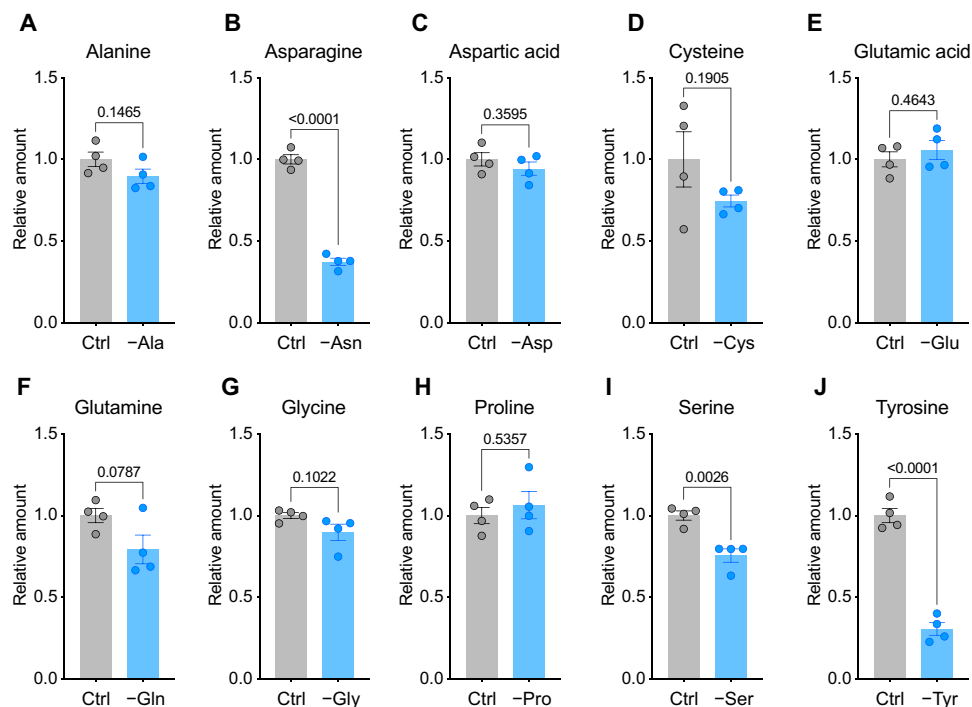 A
Alanine
Relative amount
1.5
1.0
0.5
0.0
0.1465
Ctrl −Ala
B
Asparagine
Relative amount
1.5
1.0
0.5
0.0
<0.0001
Ctrl −Asn
C
Aspartic acid
Relative amount
1.5
1.0
0.5
0.0
0.3595
Ctrl −Asp
D
Cysteine
Relative amount
1.5
1.0
0.5
0.0
0.1905
Ctrl −Cys
E
Glutamic acid
Relative amount
1.5
1.0
0.5
0.0
0.4643
Ctrl −Glu
F
Glutamine
Relative amount
1.5
1.0
0.5
0.0
0.0787
Ctrl −Gln
G
Glycine
Relative amount
1.5
1.0
0.5
0.0
0.1022
Ctrl −Gly
H
Proline
Relative amount
1.5
1.0
0.5
0.0
0.5357
Ctrl −Pro
I
Serine
Relative amount
1.5
1.0
0.5
0.0
0.0026
Ctrl −Ser
J
Tyrosine
Relative amount
1.5
1.0
0.5
0.0
<0.0001
Ctrl −Tyr